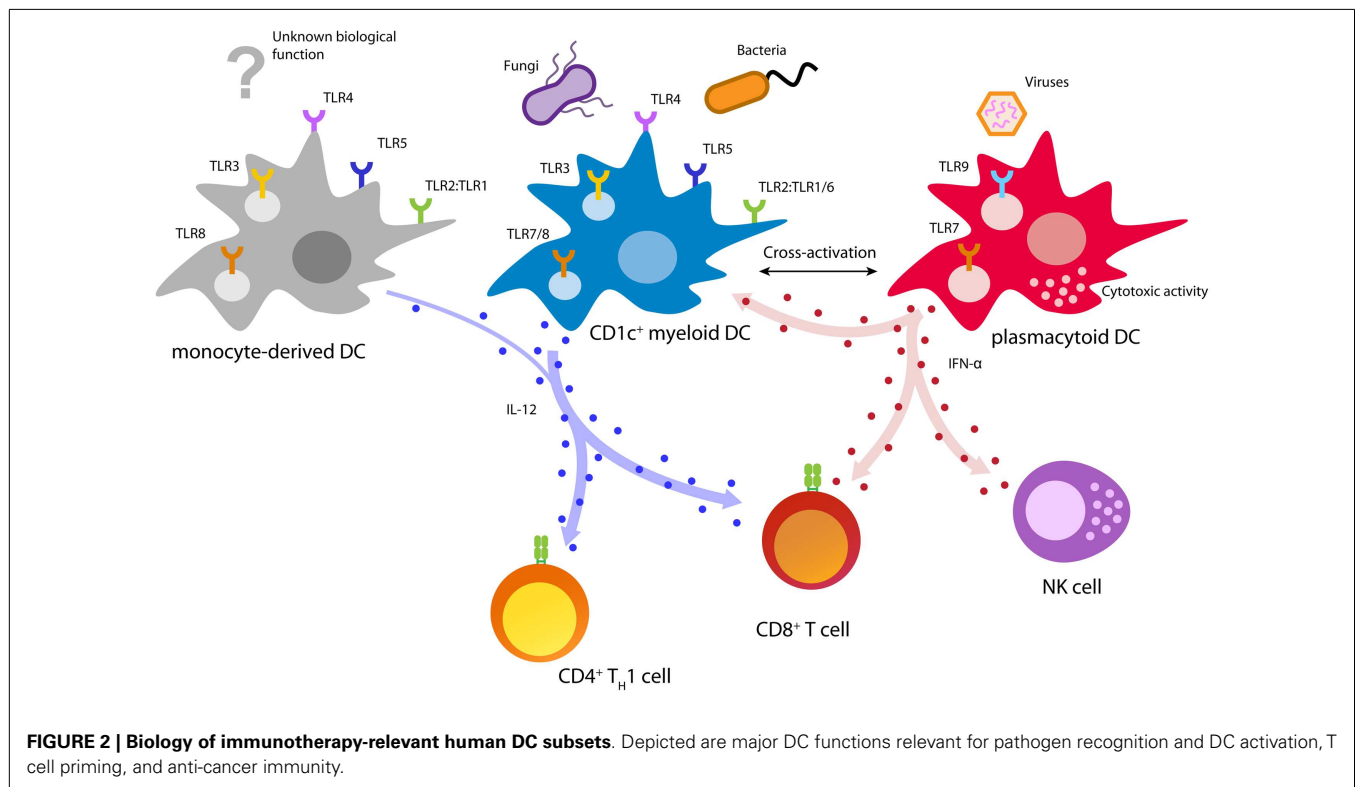 ?
Unknown biological
function
TLR4
TLR3
TLR5
TLR2:TLR1
TLR8
monocyte-derived DC
Fungi
Bacteria
TLR4
TLR3
TLR5
TLR2:TLR1/6
TLR7/8
CD1c⁺ myeloid DC
Cross-activation
Viruses
TLR9
TLR7
Cytotoxic activity
plasmacytoid DC
IFN-α
IL-12
CD4⁺ T_H1 cell
CD8⁺ T cell
NK cell
FIGURE 2 | Biology of immunotherapy-relevant human DC subsets. Depicted are major DC functions relevant for pathogen recognition and DC activation, T
cell priming, and anti-cancer immunity.